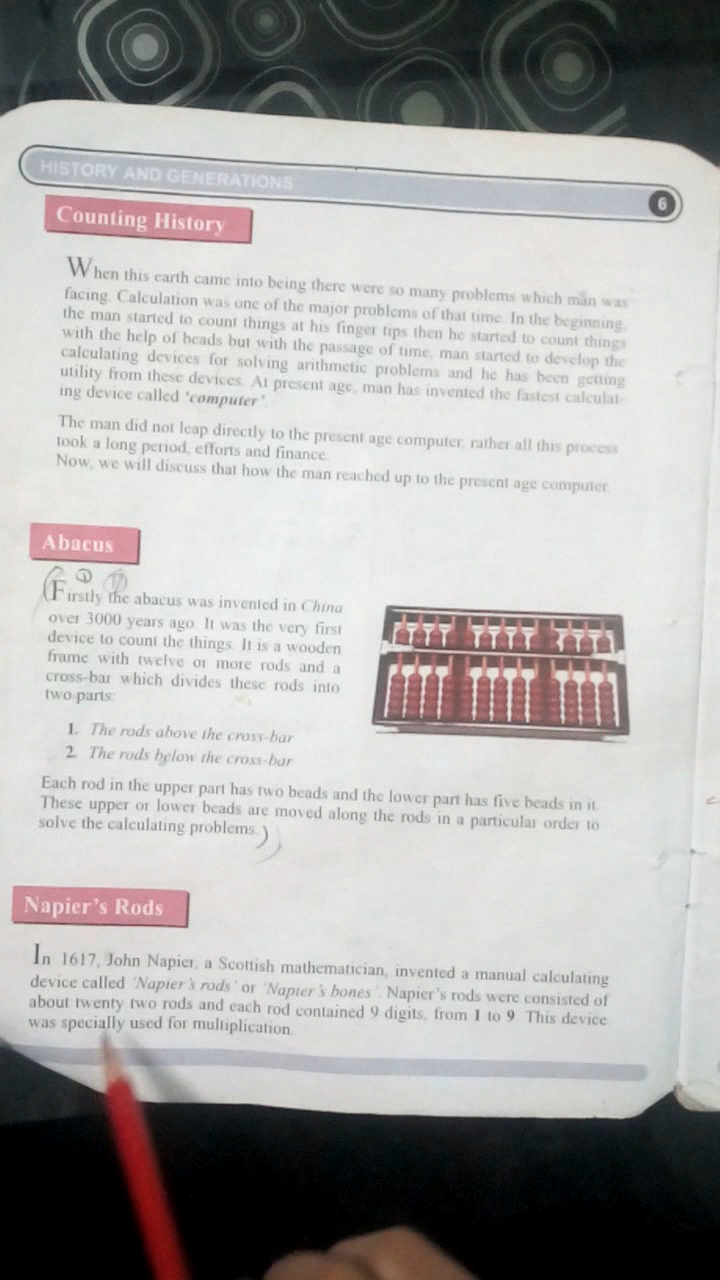 HISTORY AND GENERATIONS
6
Counting History
When this earth came into being there were so many problems which man was
facing. Calculation was one of the major problems of that time. In the beginning,
the man started to count things at his finger tips then he started to count things
with the help of beads but with the passage of time, man started to develop the
calculating devices for solving arithmetic problems and he has been getting
utility from these devices. At present age, man has invented the fastest calculat-
ing device called 'computer'.
The man did not leap directly to the present age computer, rather all this process
took a long period, efforts and finance.
Now, we will discuss that how the man reached up to the present age computer.
Abacus
Firstly the abacus was invented in China
over 3000 years ago. It was the very first
device to count the things. It is a wooden
frame with twelve or more rods and a
cross-bar which divides these rods into
two parts:
1. The rods above the cross-bar
2. The rods below the cross-bar
Each rod in the upper part has two beads and the lower part has five beads in it.
These upper or lower beads are moved along the rods in a particular order to
solve the calculating problems.
Napier's Rods
In 1617, John Napier, a Scottish mathematician, invented a manual calculating
device called 'Napier's rods' or 'Napier's bones'. Napier's rods were consisted of
about twenty two rods and each rod contained 9 digits, from 1 to 9. This device
was specially used for multiplication.